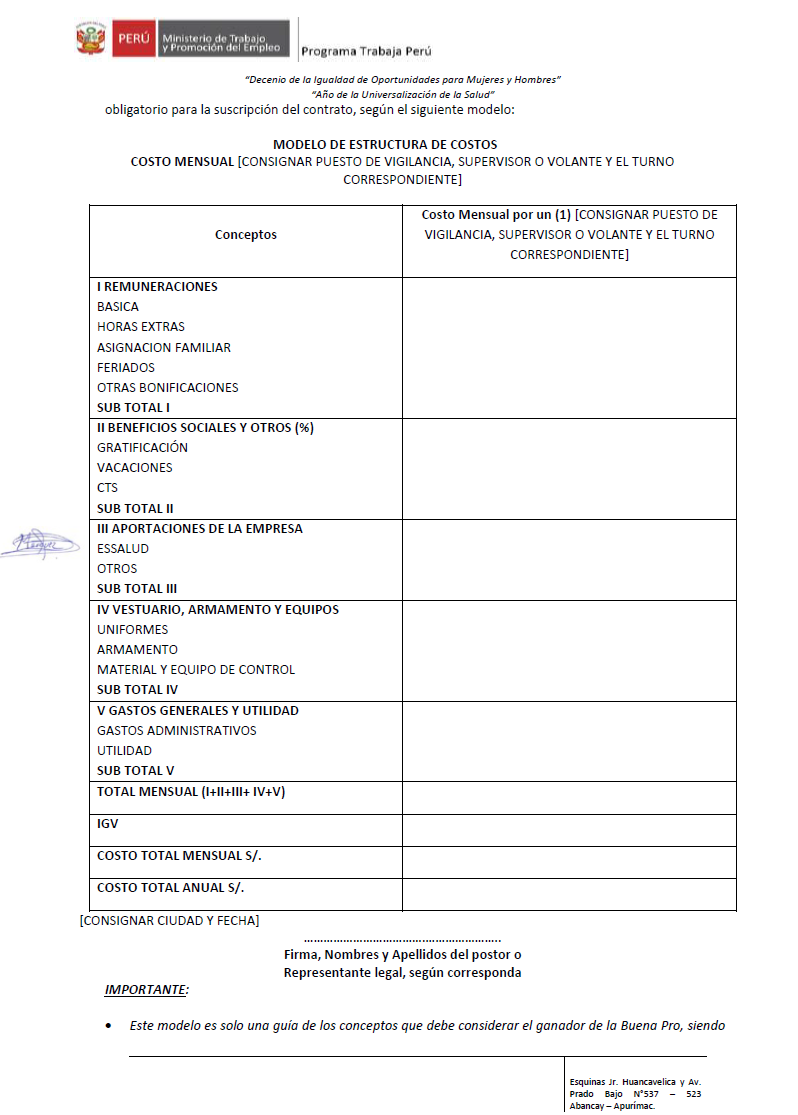 PERÚ
Ministerio de Trabajo
y Promoción del Empleo
Programa Trabaja Perú
“Decenio de la Igualdad de Oportunidades para Mujeres y Hombres”
“Año de la Universalización de la Salud”
obligatorio para la suscripción del contrato, según el siguiente modelo:
MODELO DE ESTRUCTURA DE COSTOS
COSTO MENSUAL [CONSIGNAR PUESTO DE VIGILANCIA, SUPERVISOR O VOLANTE Y EL TURNO
CORRESPONDIENTE]
Conceptos
Costo Mensual por un (1) [CONSIGNAR PUESTO DE
VIGILANCIA, SUPERVISOR O VOLANTE Y EL TURNO
CORRESPONDIENTE]
I REMUNERACIONES
BASICA
HORAS EXTRAS
ASIGNACION FAMILIAR
FERIADOS
OTRAS BONIFICACIONES
SUB TOTAL I
II BENEFICIOS SOCIALES Y OTROS (%)
GRATIFICACIÓN
VACACIONES
CTS
SUB TOTAL II
III APORTACIONES DE LA EMPRESA
ESSALUD
OTROS
SUB TOTAL III
IV VESTUARIO, ARMAMENTO Y EQUIPOS
UNIFORMES
ARMAMENTO
MATERIAL Y EQUIPO DE CONTROL
SUB TOTAL IV
V GASTOS GENERALES Y UTILIDAD
GASTOS ADMINISTRATIVOS
UTILIDAD
SUB TOTAL V
TOTAL MENSUAL (I+II+III+ IV+V)
IGV
COSTO TOTAL MENSUAL S/.
COSTO TOTAL ANUAL S/.
[CONSIGNAR CIUDAD Y FECHA]
…………………………………………………..
Firma, Nombres y Apellidos del postor o
Representante legal, según corresponda
IMPORTANTE:
• Este modelo es solo una guía de los conceptos que debe considerar el ganador de la Buena Pro, siendo
Esquinas Jr. Huancavelica y Av.
Prado Bajo N°537 – 523
Abancay – Apurímac.